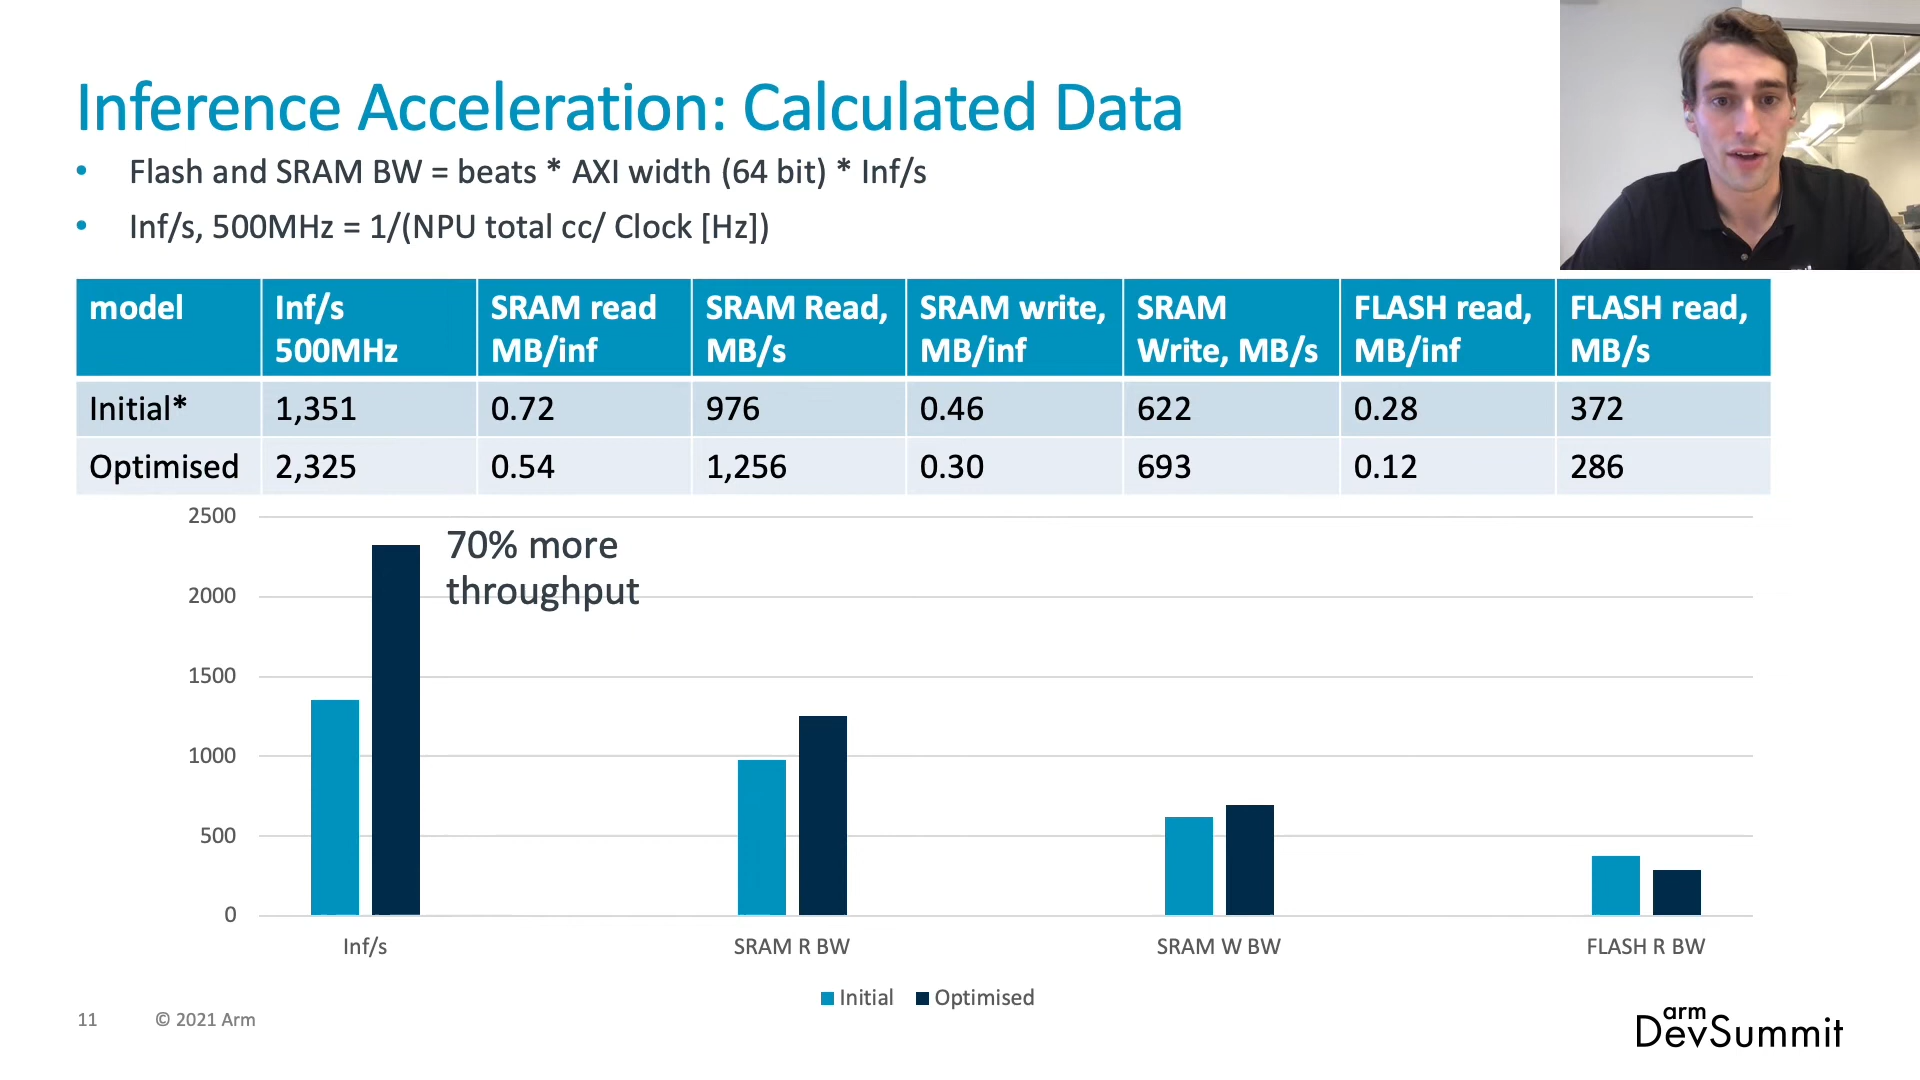 Inference Acceleration: Calculated Data
• Flash and SRAM BW = beats * AXI width (64 bit) * Inf/s
• Inf/s, 500MHz = 1/(NPU total cc/ Clock [Hz])
model Inf/s 500MHz SRAM read MB/inf SRAM Read, MB/s SRAM write, MB/inf SRAM Write, MB/s FLASH read, MB/inf FLASH read, MB/s
Initial* 1,351 0.72 976 0.46 622 0.28 372
Optimised 2,325 0.54 1,256 0.30 693 0.12 286
2500
70% more
throughput
2000
1500
1000
500
0
Inf/s SRAM R BW SRAM W BW FLASH R BW
Initial Optimised
11 © 2021 Arm
arm
DevSummit